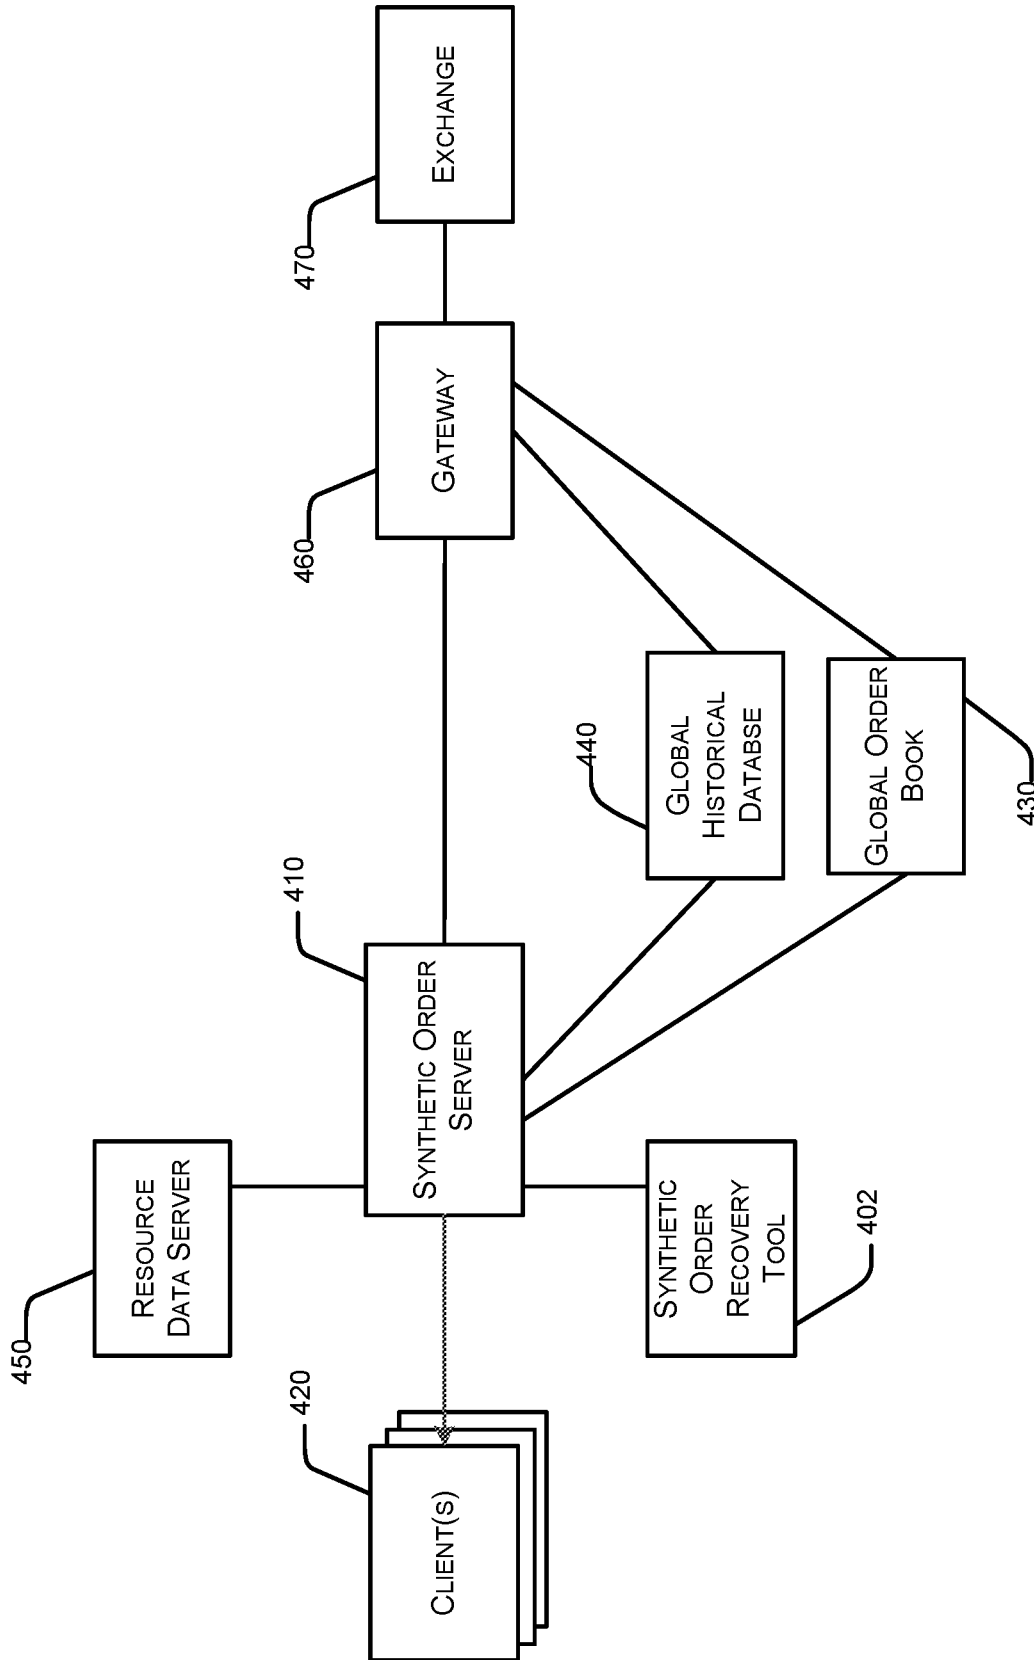 450
RESOURCE
DATA SERVER
420
CLIENT(S)
410
SYNTHETIC ORDER
SERVER
460
GATEWAY
470
EXCHANGE
440
GLOBAL
HISTORICAL
DATABSE
SYNTHETIC
ORDER
RECOVERY
TOOL
402
GLOBAL ORDER
BOOK
430